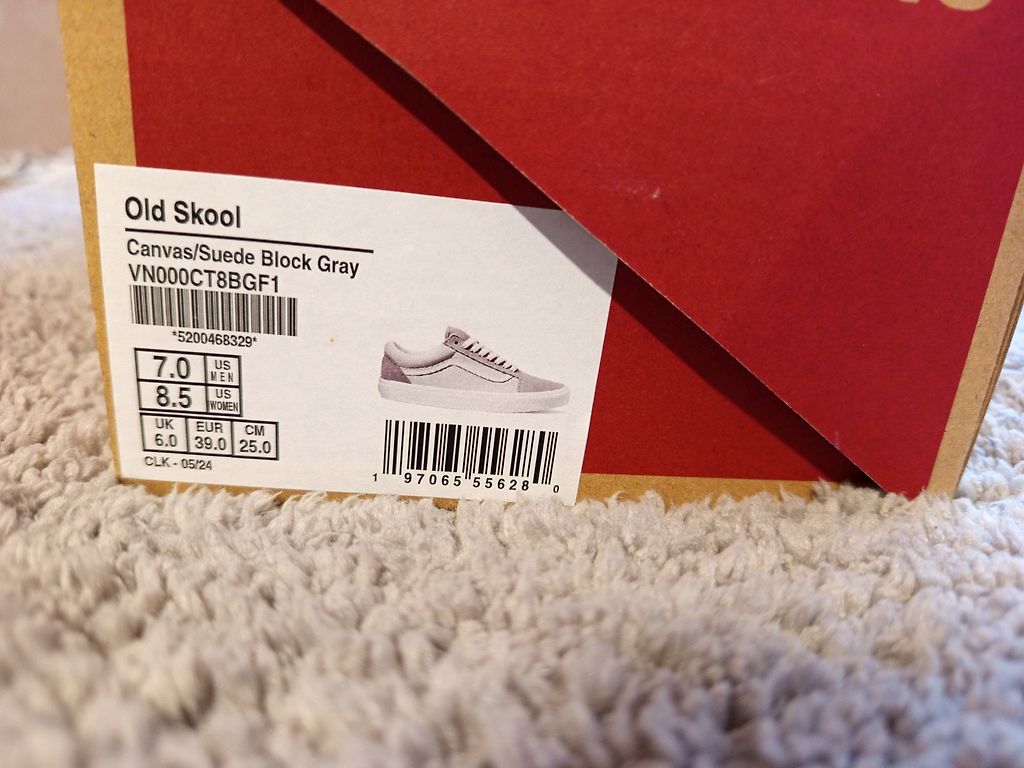 Old Skool
Canvas/Suede Block Gray
VN000CT8BGF1
*5200468329*
7.0 US MEN
8.5 US WOMEN
UK EUR CM
6.0 39.0 25.0
CLK - 05/24
1 97065 55628 0